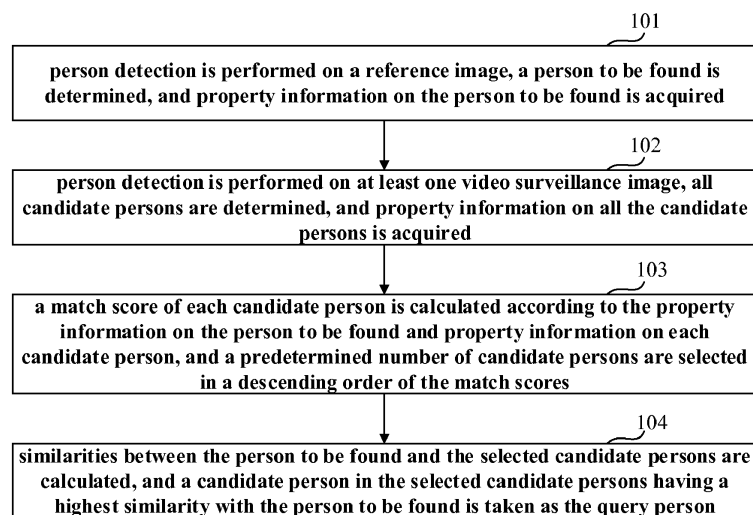 101
person detection is performed on a reference image, a person to be found is
determined, and property information on the person to be found is acquired
102
person detection is performed on at least one video surveillance image, all
candidate persons are determined, and property information on all the candidate
persons is acquired
103
a match score of each candidate person is calculated according to the property
information on the person to be found and property information on each
candidate person, and a predetermined number of candidate persons are selected
in a descending order of the match scores
104
similarities between the person to be found and the selected candidate persons are
calculated, and a candidate person in the selected candidate persons having a
highest similarity with the person to be found is taken as the query person